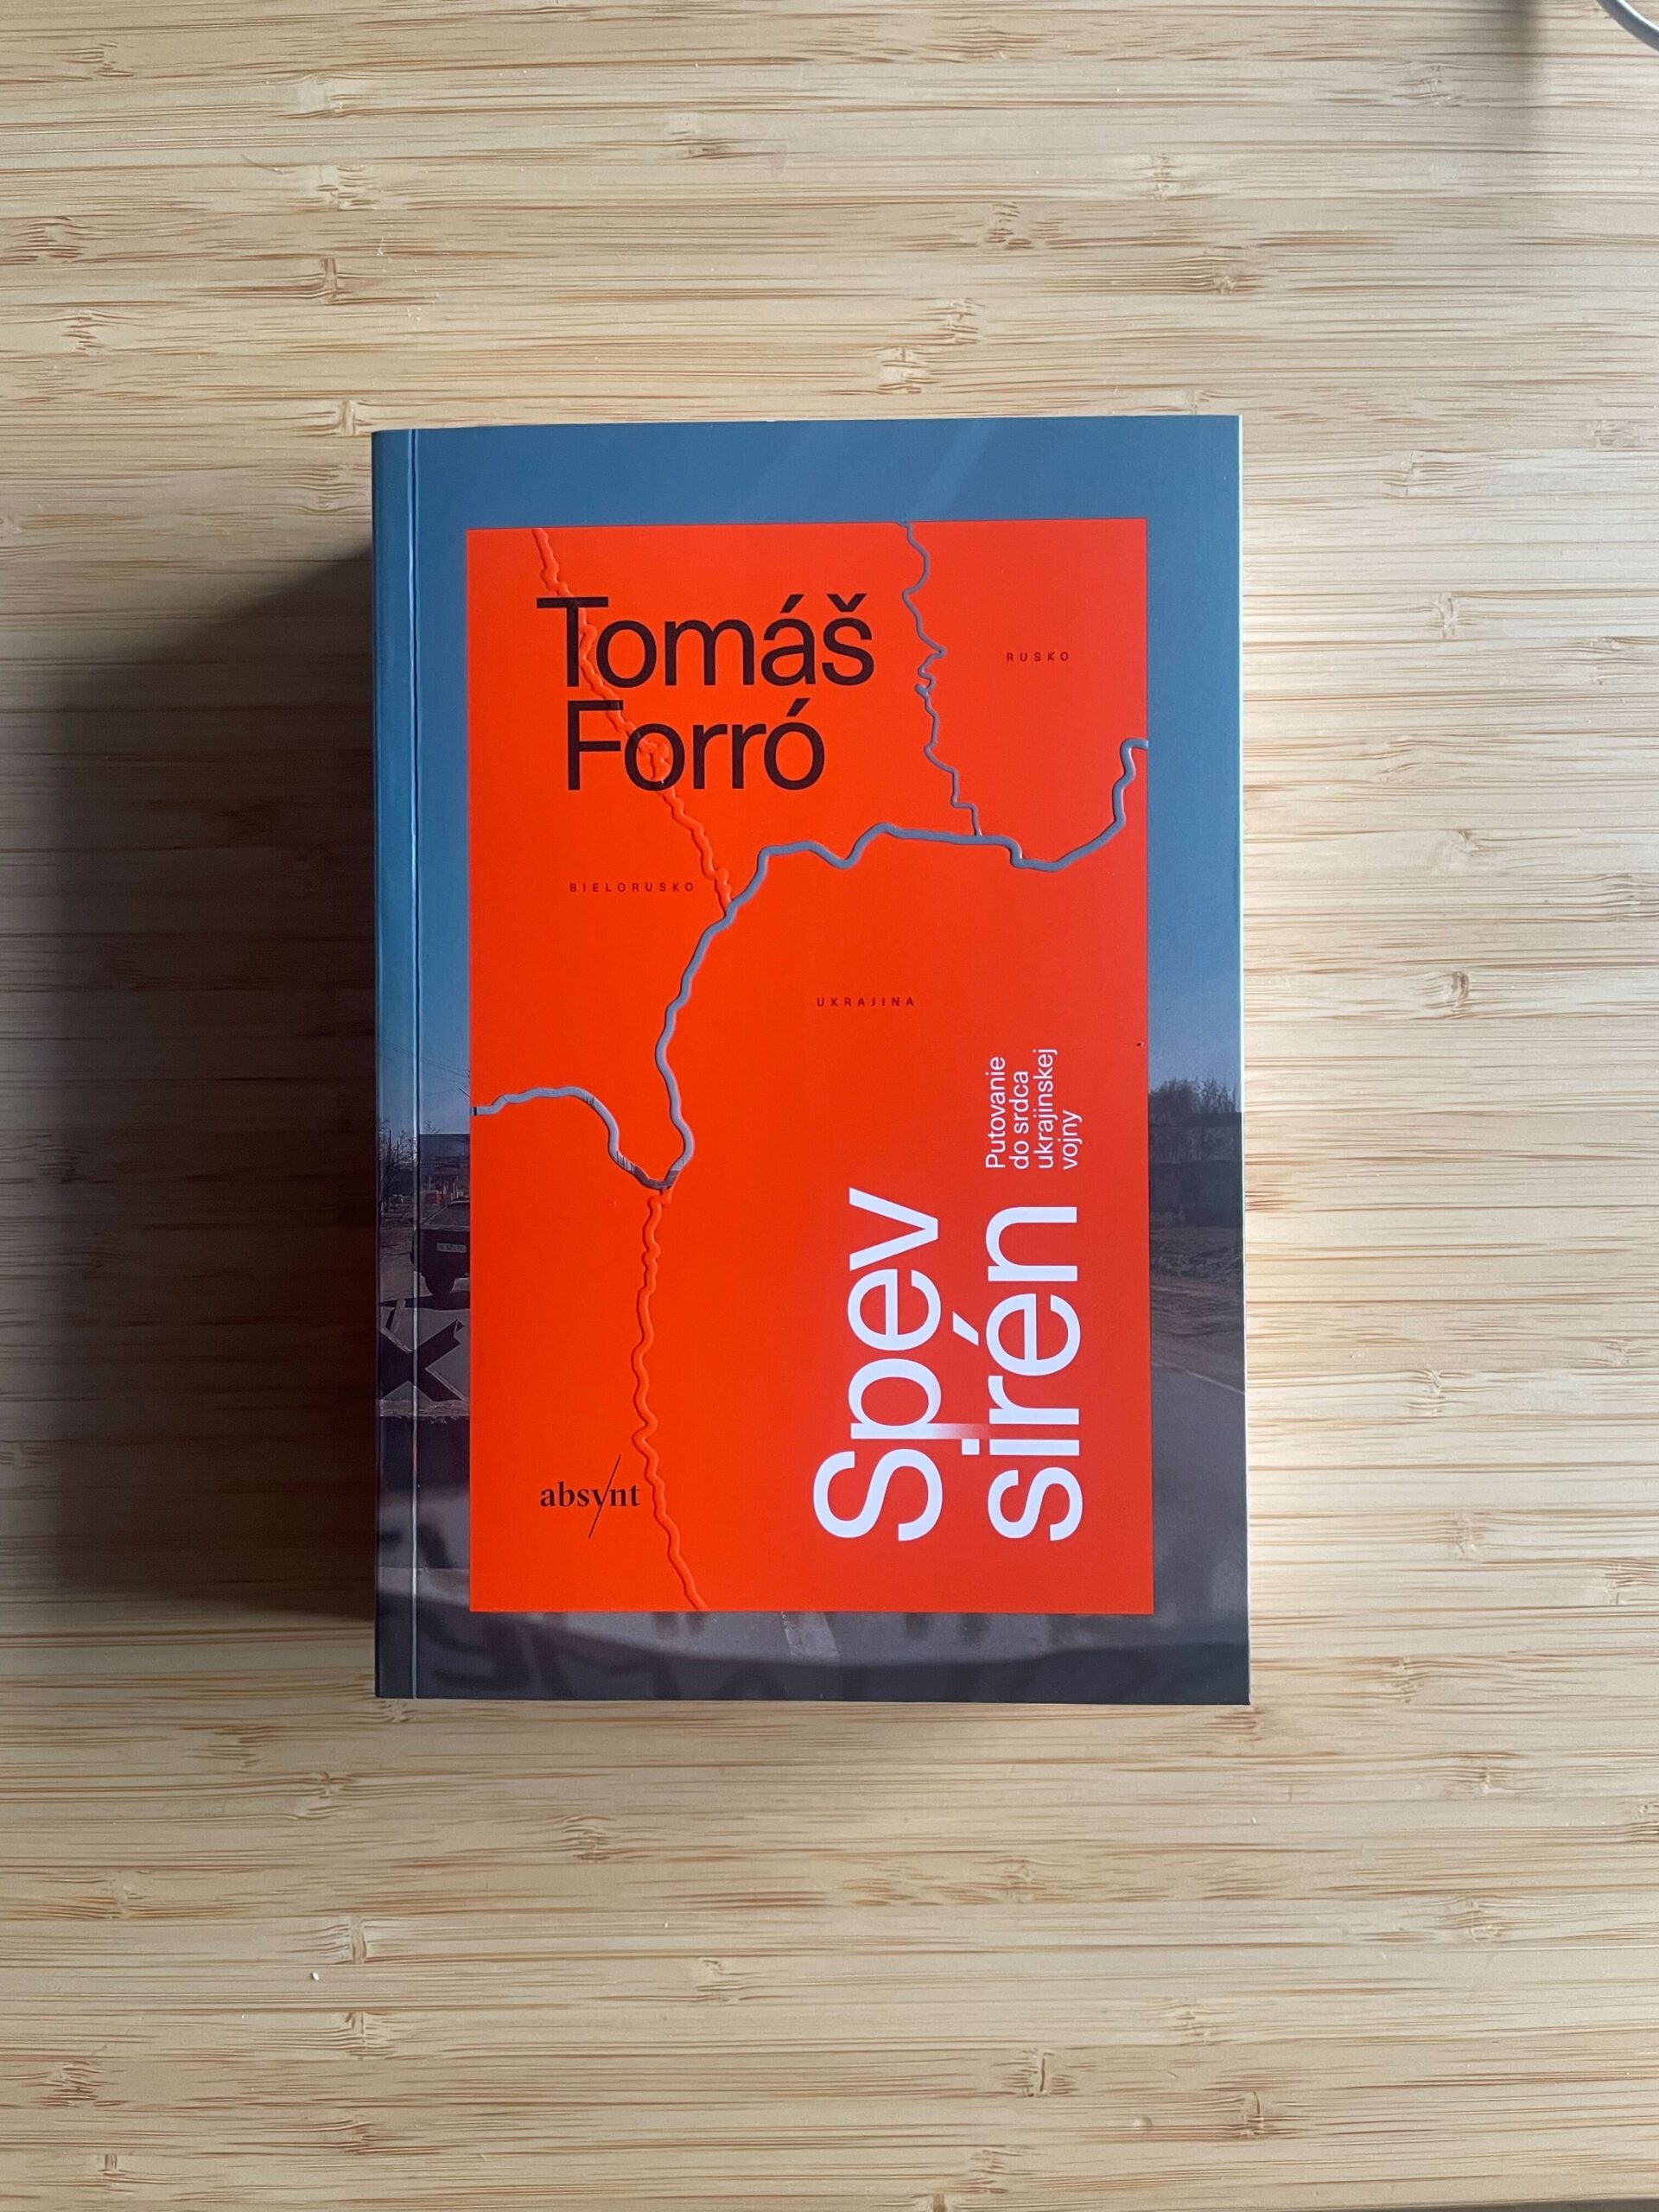 Tomáš
Forró
RUSKO
BIELORUSKO
UKRAJINA
Spev
sirén
Putovanie
do srdca
ukrajinskej
vojny
absynt